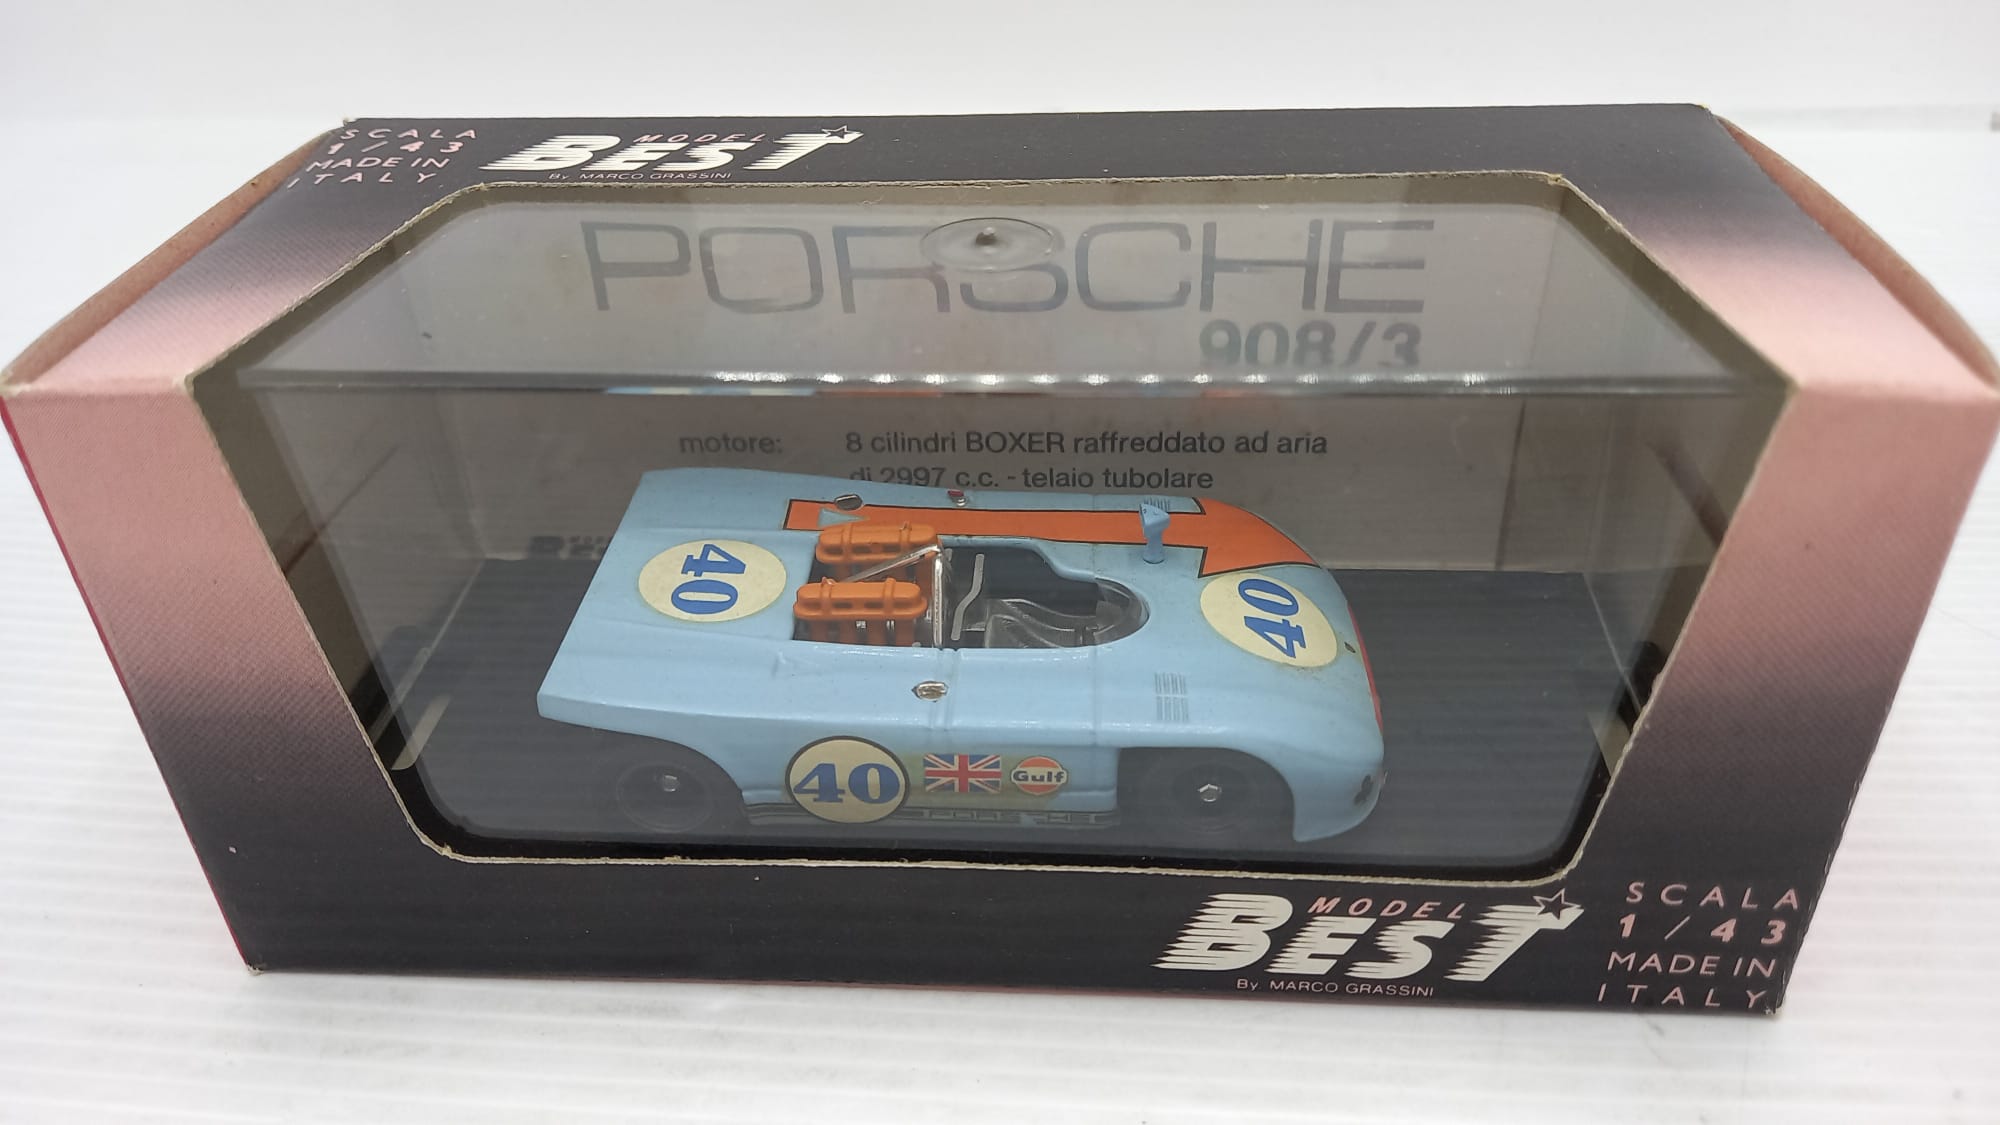 SCALA
1/43
MADE IN
ITALY
MODEL
BEST
By. MARCO GRASSINI
PORSCHE
908/3
motore: 8 cilindri BOXER raffreddato ad aria
di 2997 c.c. - telaio tubolare
40
40
40
Gulf
PORSCHE
MODEL
BEST
By. MARCO GRASSINI
SCALA
1/43
MADE IN
ITALY